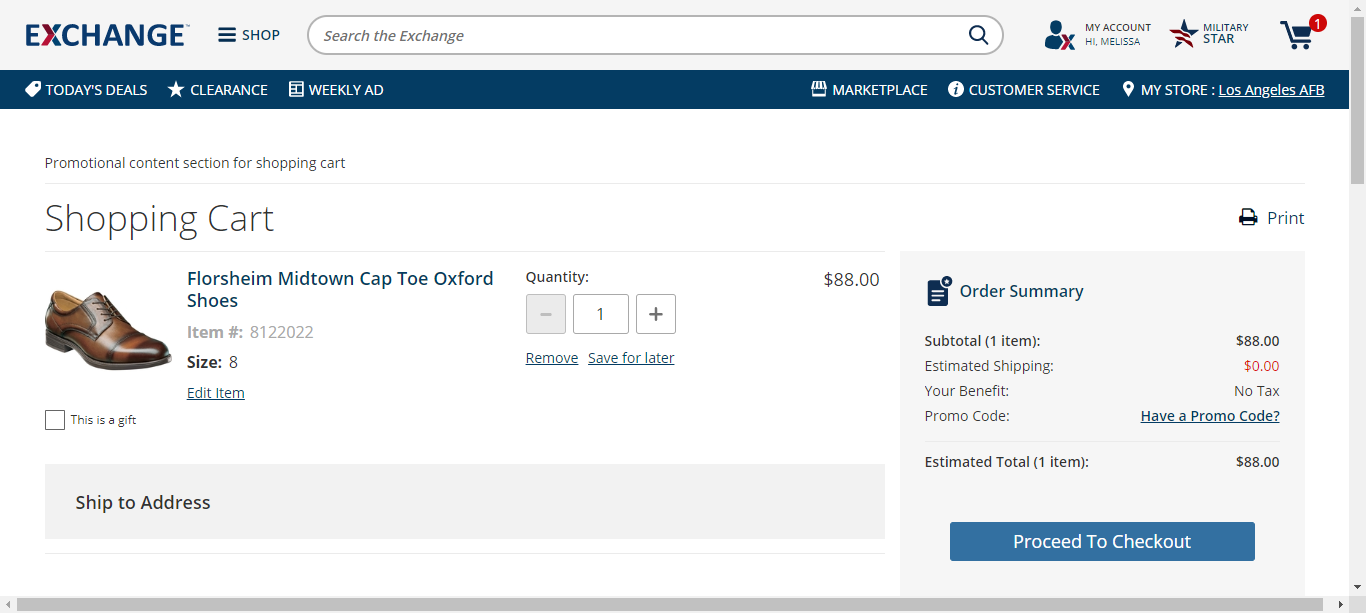 EXCHANGE
SHOP
Search the Exchange
MY ACCOUNT
HI, MELISSA
MILITARY
STAR
1
TODAY'S DEALS
CLEARANCE
WEEKLY AD
MARKETPLACE
CUSTOMER SERVICE
MY STORE : Los Angeles AFB
Promotional content section for shopping cart
Shopping Cart
Print
Florsheim Midtown Cap Toe Oxford
Shoes
Item #: 8122022
Size: 8
Edit Item
This is a gift
Quantity:
1
Remove
Save for later
$88.00
Ship to Address
Order Summary
Subtotal (1 item): $88.00
Estimated Shipping: $0.00
Your Benefit: No Tax
Promo Code: Have a Promo Code?
Estimated Total (1 item): $88.00
Proceed To Checkout